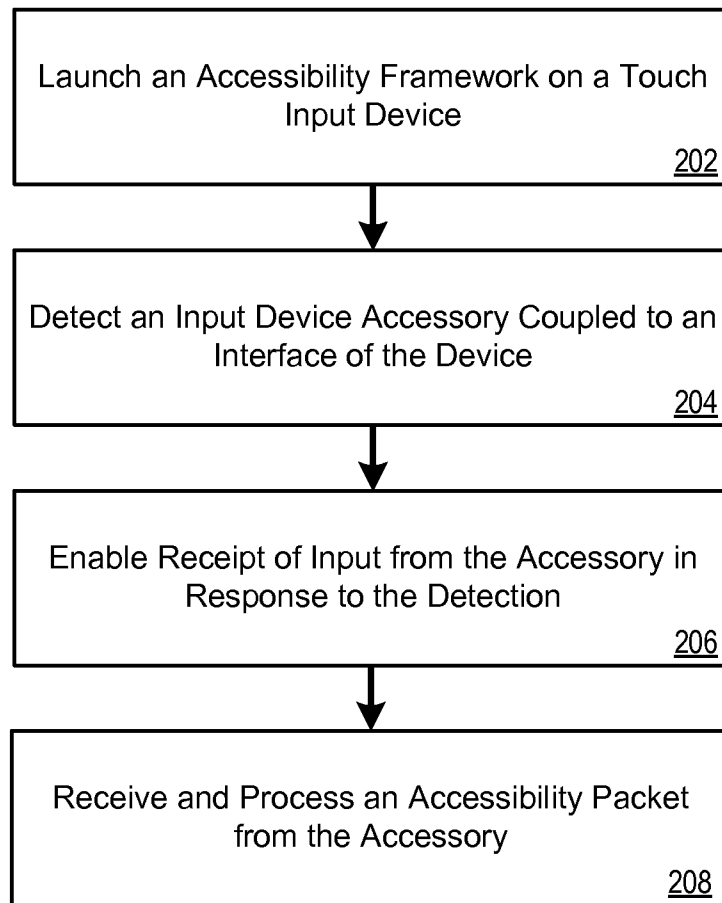 Launch an Accessibility Framework on a Touch
Input Device
202
Detect an Input Device Accessory Coupled to an
Interface of the Device
204
Enable Receipt of Input from the Accessory in
Response to the Detection
206
Receive and Process an Accessibility Packet
from the Accessory
208